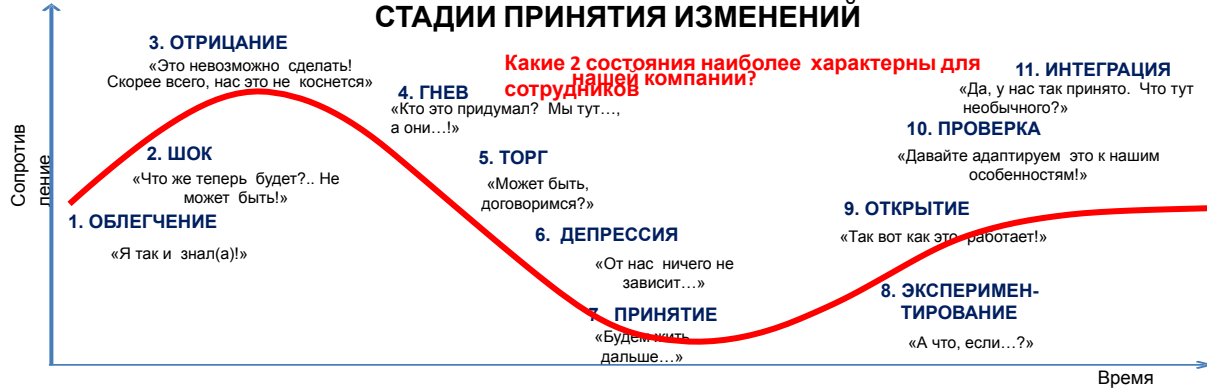 СТАДИИ ПРИНЯТИЯ ИЗМЕНЕНИЙ
3. ОТРИЦАНИЕ
«Это невозможно сделать!
Скорее всего, нас это не коснется»
Какие 2 состояния наиболее характерны для
сотрудников
нашей компании?
4. ГНЕВ
«Кто это придумал? Мы тут…,
а они…!»
11. ИНТЕГРАЦИЯ
«Да, у нас так принято. Что тут
необычного?»
10. ПРОВЕРКА
«Давайте адаптируем это к нашим
особенностям!»
2. ШОК
«Что же теперь будет?.. Не
может быть!»
5. ТОРГ
«Может быть,
договоримся?»
Сопротив
ление
1. ОБЛЕГЧЕНИЕ
«Я так и знал(а)!»
6. ДЕПРЕССИЯ
«От нас ничего не
зависит…»
9. ОТКРЫТИЕ
«Так вот как это работает!»
7 ПРИНЯТИЕ
«Будем жить
дальше…»
8. ЭКСПЕРИМЕН-
ТИРОВАНИЕ
«А что, если…?»
Время